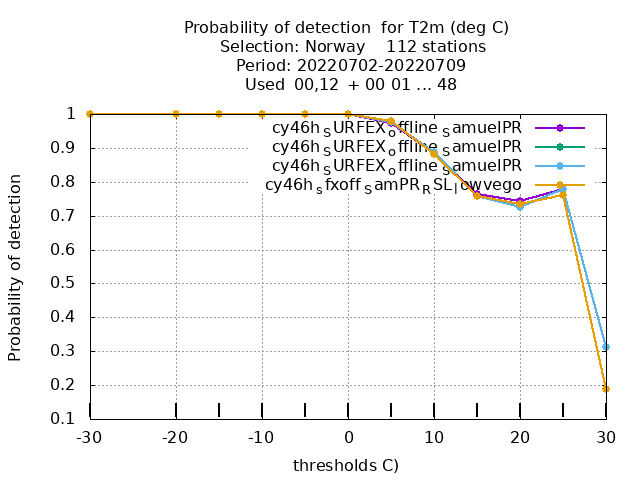 Probability of detection for T2m (deg C)
Selection: Norway 112 stations
Period: 20220702-20220709
Used 00,12 + 00 01 ... 48
cy46h_SURFEX_offline_SamuelPR
cy46h_SURFEX_offline_SamuelPR
cy46h_SURFEX_offline_SamuelPR
cy46h_sfxoff_SamPR_RSL_lowvego
Probability of detection
1
0.9
0.8
0.7
0.6
0.5
0.4
0.3
0.2
0.1
-30 -20 -10 0 10 20 30
thresholds C)